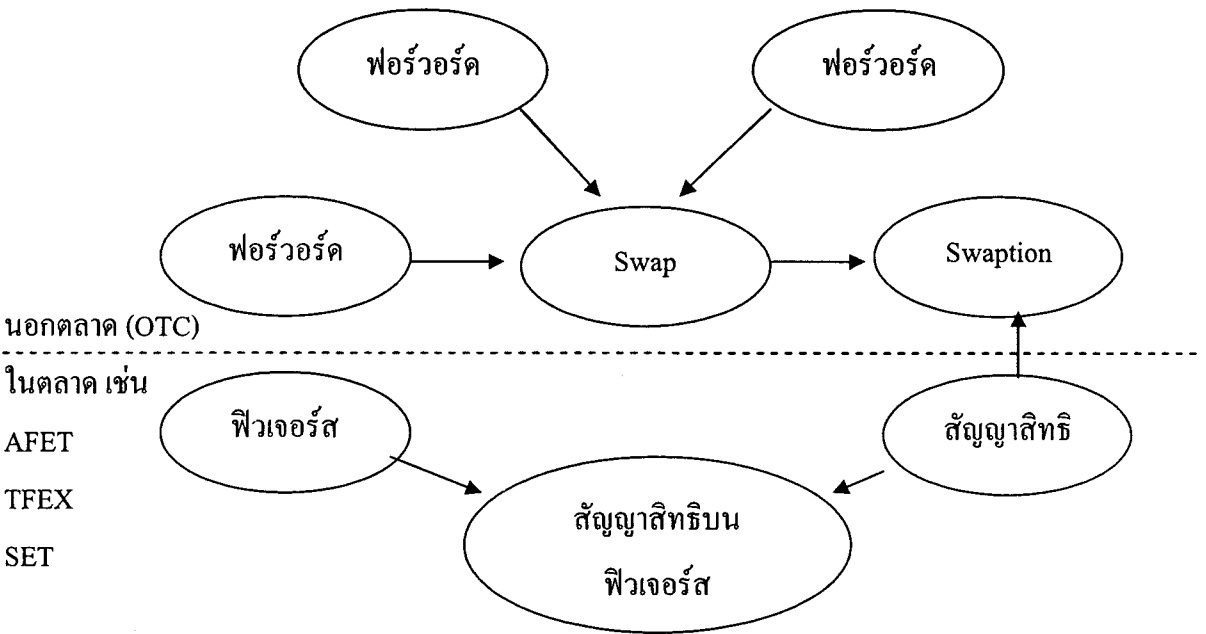 ฟอร์วอร์ด
ฟอร์วอร์ด
ฟอร์วอร์ด
Swap
Swaption
นอกตลาด (OTC)
ในตลาด เช่น
ฟิวเจอร์ส
สัญญาสิทธิ
AFET
TFEX
สัญญาสิทธิบน
SET
ฟิวเจอร์ส